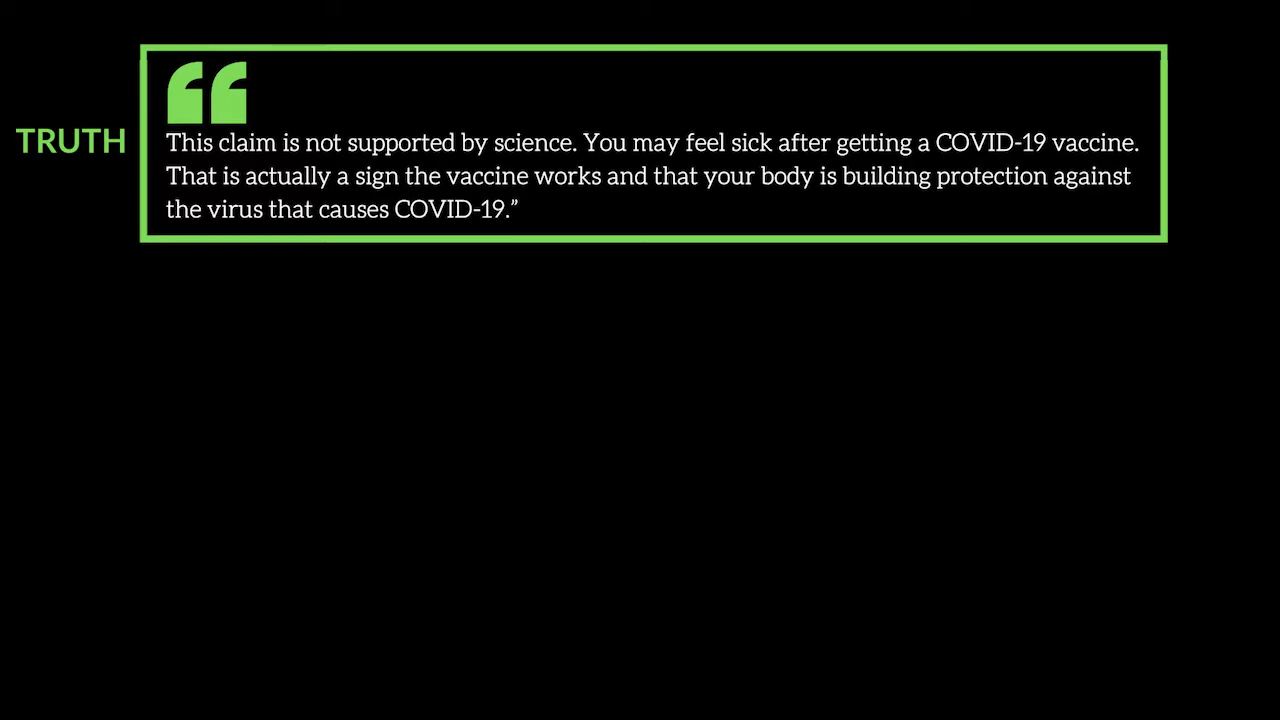 TRUTH
“
This claim is not supported by science. You may feel sick after getting a COVID-19 vaccine.
That is actually a sign the vaccine works and that your body is building protection against
the virus that causes COVID-19.”